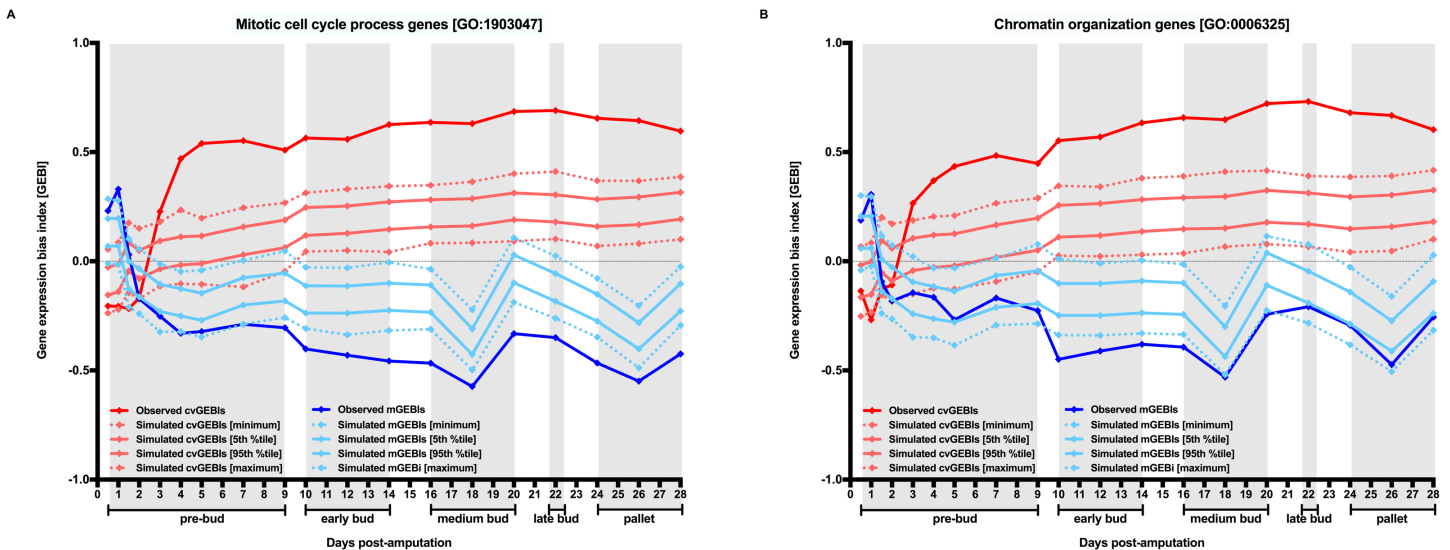 A
Mitotic cell cycle process genes [GO:1903047]
Gene expression bias index [GEBI]
1.0
0.5
0.0
-0.5
-1.0
Observed cvGEBIs
Simulated cvGEBIs [minimum]
Simulated cvGEBIs [5th %tile]
Simulated cvGEBIs [95th %tile]
Simulated cvGEBIs [maximum]
Observed mGEBIs
Simulated mGEBIs [minimum]
Simulated mGEBIs [5th %tile]
Simulated mGEBIs [95th %tile]
Simulated mGEBi [maximum]
0 1 2 3 4 5 6 7 8 9 10 11 12 13 14 15 16 17 18 19 20 21 22 23 24 25 26 27 28
pre-bud early bud medium bud late bud pallet
Days post-amputation
B
Chromatin organization genes [GO:0006325]
Gene expression bias index [GEBI]
1.0
0.5
0.0
-0.5
-1.0
Observed cvGEBIs
Simulated cvGEBIs [minimum]
Simulated cvGEBIs [5th %tile]
Simulated cvGEBIs [95th %tile]
Simulated cvGEBIs [maximum]
Observed mGEBIs
Simulated mGEBIs [minimum]
Simulated mGEBIs [5th %tile]
Simulated mGEBIs [95th %tile]
Simulated mGEBi [maximum]
0 1 2 3 4 5 6 7 8 9 10 11 12 13 14 15 16 17 18 19 20 21 22 23 24 25 26 27 28
pre-bud early bud medium bud late bud pallet
Days post-amputation